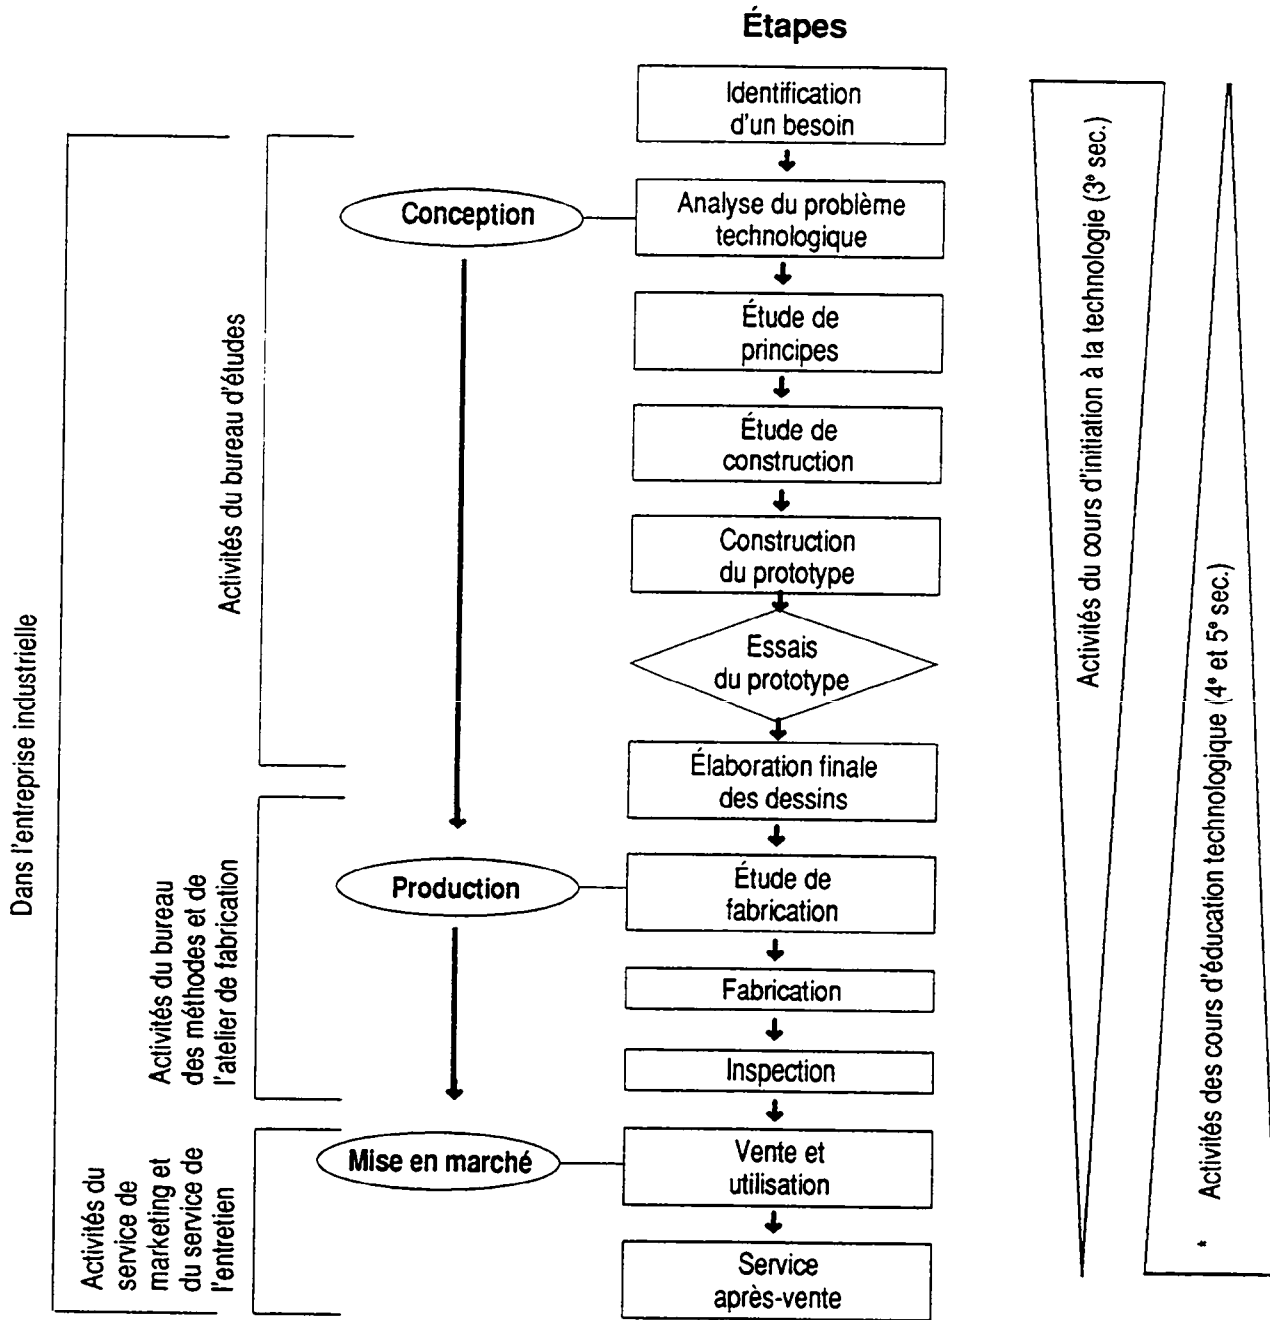 Étapes
Identification
d'un besoin
Conception
Analyse du problème
technologique
Étude de
principes
Étude de
construction
Construction
du prototype
Essais
du prototype
Élaboration finale
des dessins
Production
Étude de
fabrication
Fabrication
Inspection
Mise en marché
Vente et
utilisation
Service
après-vente
Dans l'entreprise industrielle
Activités du bureau d'études
Activités du bureau
des méthodes et de
l'atelier de fabrication
Activités du
service de
marketing et
du service de
l'entretien
Activités du cours d'initiation à la technologie (3e sec.)
* Activités des cours d'éducation technologique (4e et 5e sec.)